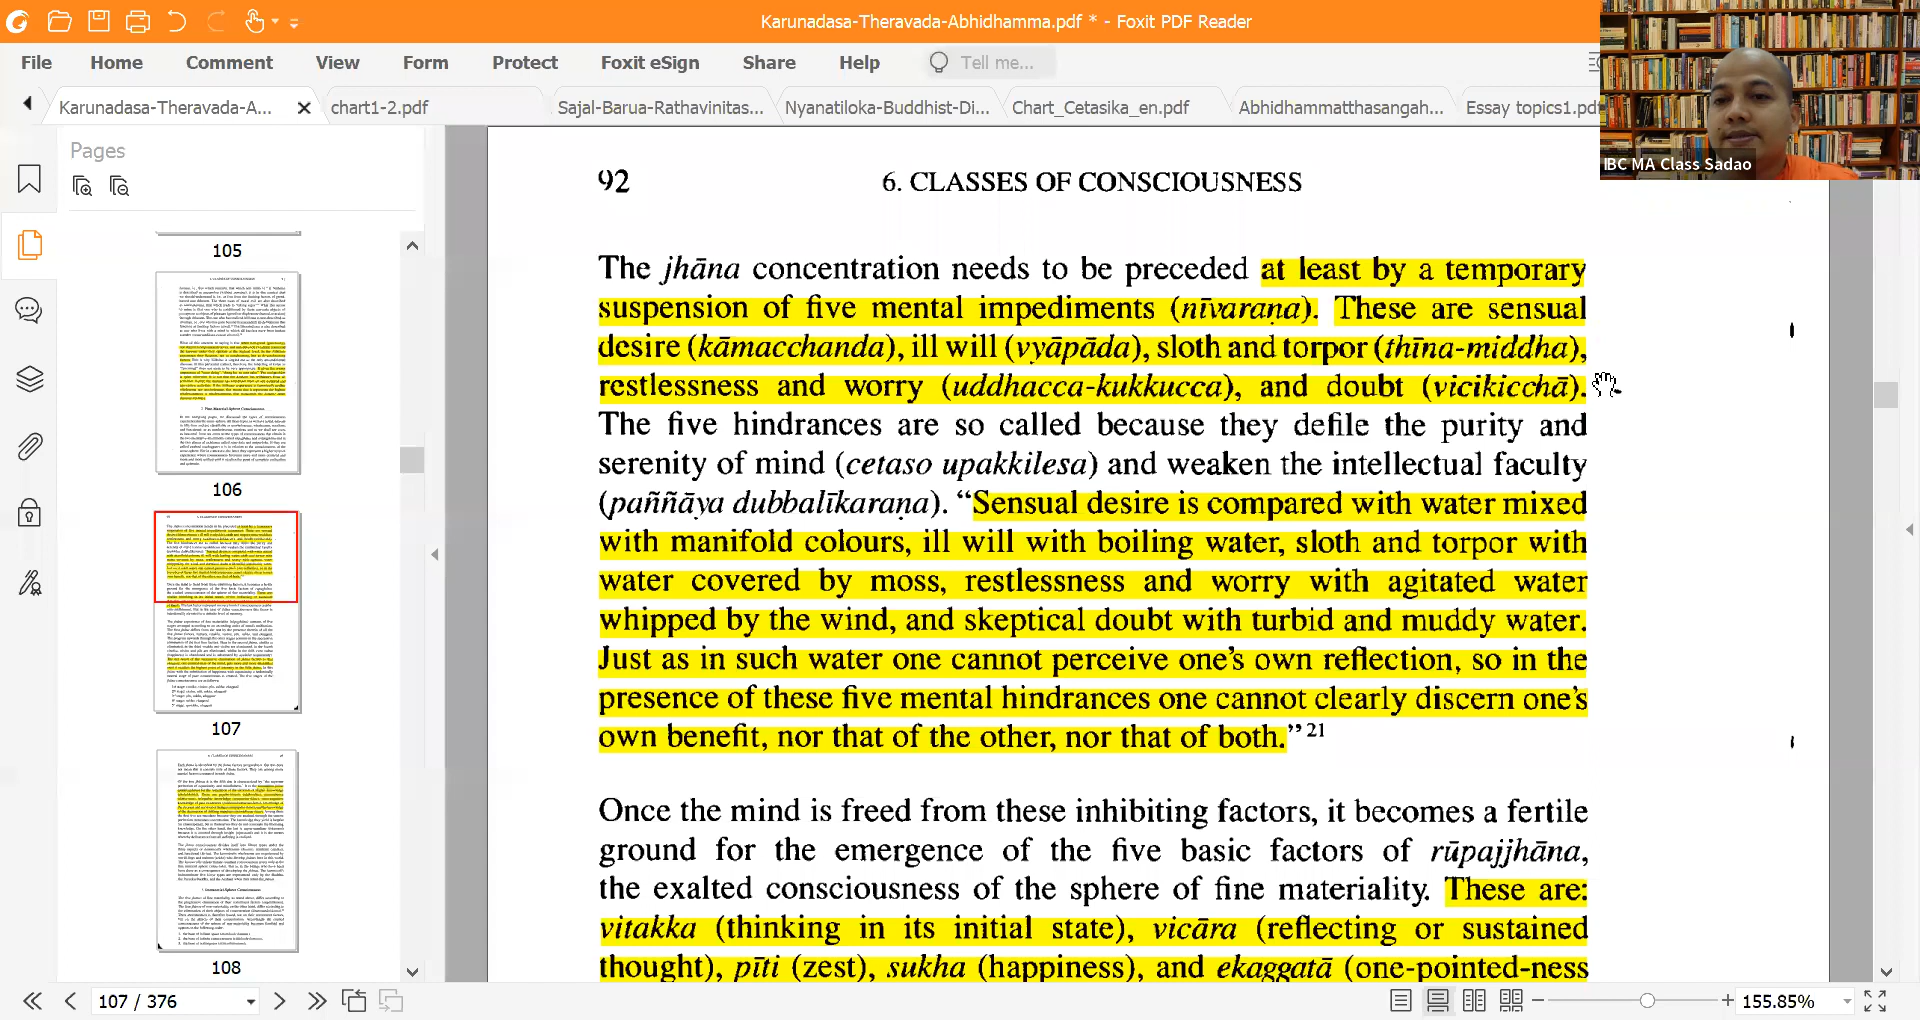 Karunadasa-Theravada-Abhidhamma.pdf * - Foxit PDF Reader
File Home Comment View Form Protect Foxit eSign Share Help Tell me...
Karunadasa-Theravada-A... chart1-2.pdf Sajal-Barua-Rathavinitas... Nyanatiloka-Buddhist-Di... Chart_Cetasika_en.pdf Abhidhammatthasangah... Essay topics1.pdf
IBC MA Class Sadao
Pages
105
106
107
108
92 6. CLASSES OF CONSCIOUSNESS
The jhāna concentration needs to be preceded at least by a temporary
suspension of five mental impediments (nīvaraṇa). These are sensual
desire (kāmacchanda), ill will (vyāpāda), sloth and torpor (thīna-middha),
restlessness and worry (uddhacca-kukkucca), and doubt (vicikicchā).
The five hindrances are so called because they defile the purity and
serenity of mind (cetaso upakkilesa) and weaken the intellectual faculty
(paññāya dubbalīkaraṇa). “Sensual desire is compared with water mixed
with manifold colours, ill will with boiling water, sloth and torpor with
water covered by moss, restlessness and worry with agitated water
whipped by the wind, and skeptical doubt with turbid and muddy water.
Just as in such water one cannot perceive one’s own reflection, so in the
presence of these five mental hindrances one cannot clearly discern one’s
own benefit, nor that of the other, nor that of both.”21
Once the mind is freed from these inhibiting factors, it becomes a fertile
ground for the emergence of the five basic factors of rūpajjhāna,
the exalted consciousness of the sphere of fine materiality. These are:
vitakka (thinking in its initial state), vicāra (reflecting or sustained
thought), pīti (zest), sukha (happiness), and ekaggatā (one-pointed-ness
107 / 376
155.85%